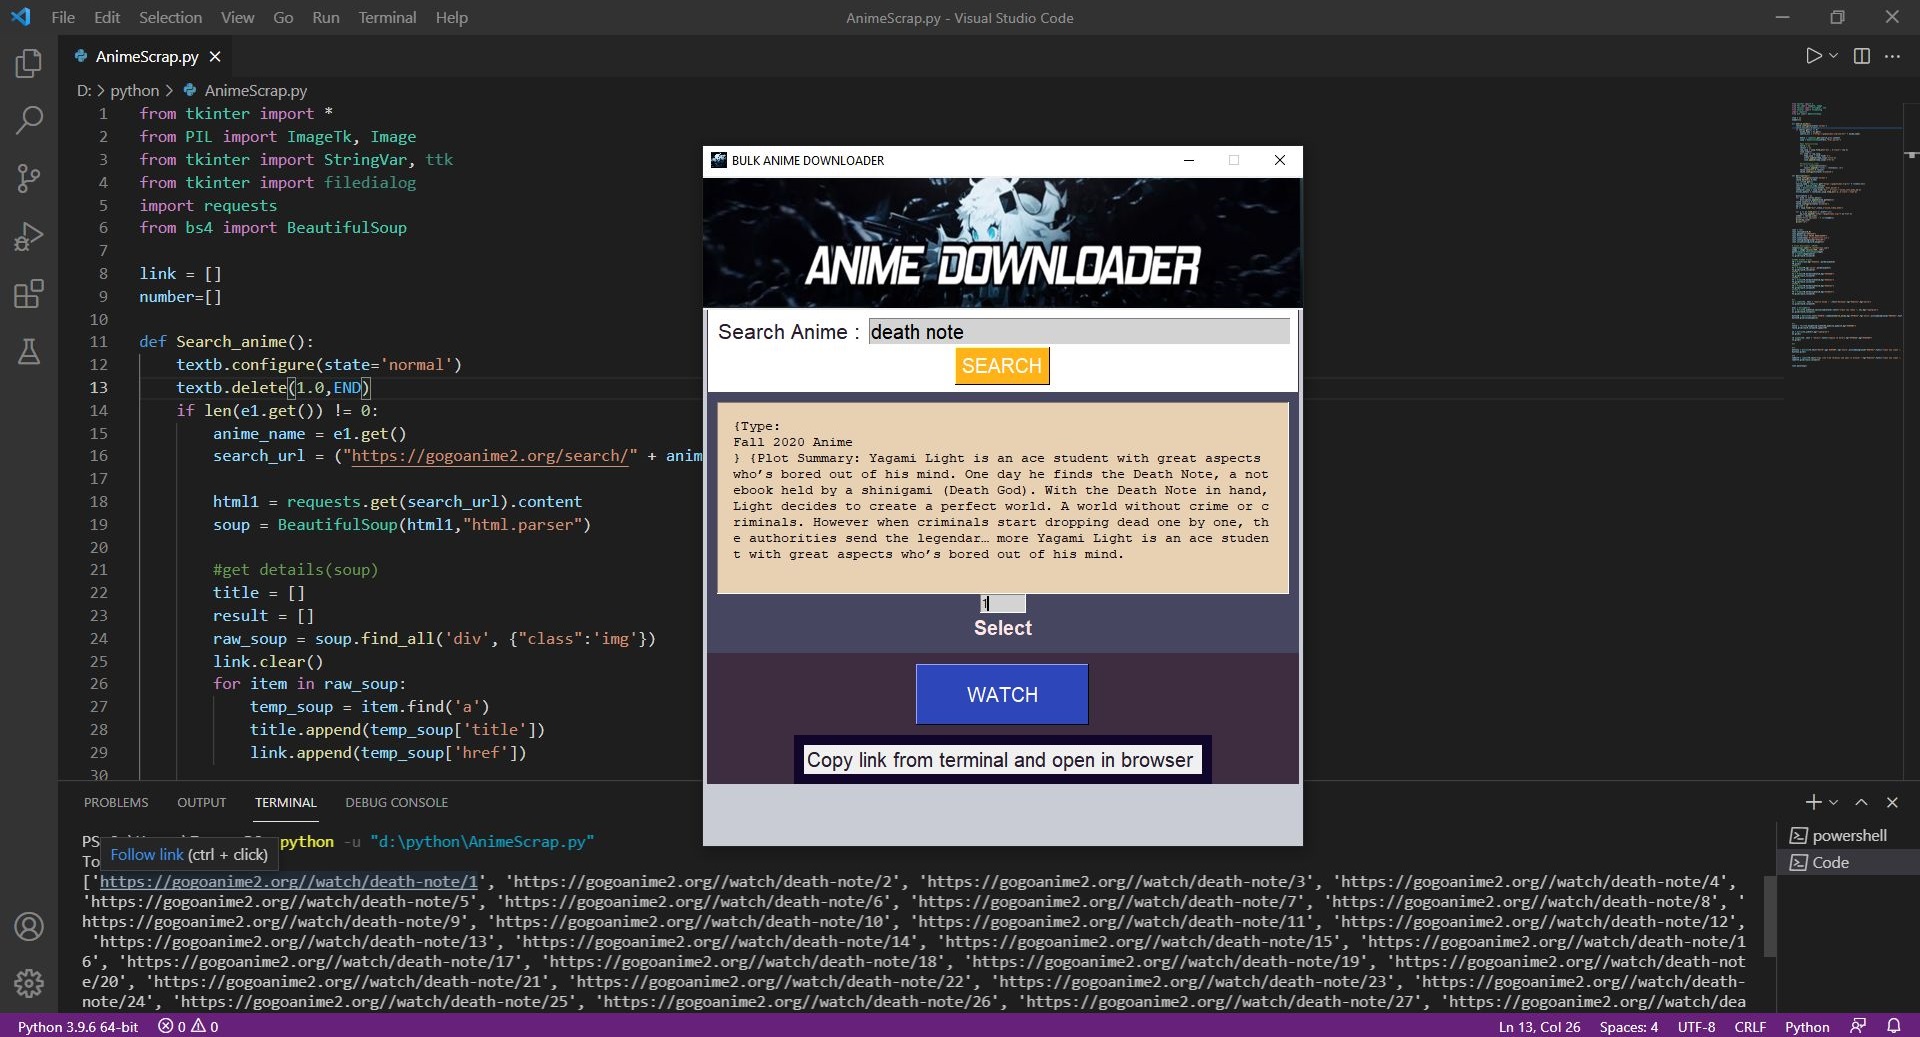 File Edit Selection View Go Run Terminal Help
AnimeScrap.py - Visual Studio Code
AnimeScrap.py
D: > python > AnimeScrap.py
1 from tkinter import *
2 from PIL import ImageTk, Image
3 from tkinter import StringVar, ttk
4 from tkinter import filedialog
5 import requests
6 from bs4 import BeautifulSoup
7
8 link = []
9 number=[]
10
11 def Search_anime():
12 textb.configure(state='normal')
13 textb.delete(1.0,END)
14 if len(e1.get()) != 0:
15 anime_name = e1.get()
16 search_url = ("https://gogoanime2.org/search/" + anim
17
18 html1 = requests.get(search_url).content
19 soup = BeautifulSoup(html1,"html.parser")
20
21 #get details(soup)
22 title = []
23 result = []
24 raw_soup = soup.find_all('div', {"class":'img'})
25 link.clear()
26 for item in raw_soup:
27 temp_soup = item.find('a')
28 title.append(temp_soup['title'])
29 link.append(temp_soup['href'])
30
BULK ANIME DOWNLOADER
ANIME DOWNLOADER
Search Anime : death note
SEARCH
{Type:
Fall 2020 Anime
} {Plot Summary: Yagami Light is an ace student with great aspects
who’s bored out of his mind. One day he finds the Death Note, a not
ebook held by a shinigami (Death God). With the Death Note in hand,
Light decides to create a perfect world. A world without crime or c
riminals. However when criminals start dropping dead one by one, th
e authorities send the legendar… more Yagami Light is an ace studen
t with great aspects who’s bored out of his mind.
1
Select
WATCH
Copy link from terminal and open in browser
PROBLEMS OUTPUT TERMINAL DEBUG CONSOLE
PS python -u "d:\python\AnimeScrap.py"
To
Follow link (ctrl + click)
['https://gogoanime2.org//watch/death-note/1', 'https://gogoanime2.org//watch/death-note/2', 'https://gogoanime2.org//watch/death-note/3', 'https://gogoanime2.org//watch/death-note/4',
'https://gogoanime2.org//watch/death-note/5', 'https://gogoanime2.org//watch/death-note/6', 'https://gogoanime2.org//watch/death-note/7', 'https://gogoanime2.org//watch/death-note/8', '
https://gogoanime2.org//watch/death-note/9', 'https://gogoanime2.org//watch/death-note/10', 'https://gogoanime2.org//watch/death-note/11', 'https://gogoanime2.org//watch/death-note/12',
'https://gogoanime2.org//watch/death-note/13', 'https://gogoanime2.org//watch/death-note/14', 'https://gogoanime2.org//watch/death-note/15', 'https://gogoanime2.org//watch/death-note/1
6', 'https://gogoanime2.org//watch/death-note/17', 'https://gogoanime2.org//watch/death-note/18', 'https://gogoanime2.org//watch/death-note/19', 'https://gogoanime2.org//watch/death-not
e/20', 'https://gogoanime2.org//watch/death-note/21', 'https://gogoanime2.org//watch/death-note/22', 'https://gogoanime2.org//watch/death-note/23', 'https://gogoanime2.org//watch/death-
note/24', 'https://gogoanime2.org//watch/death-note/25', 'https://gogoanime2.org//watch/death-note/26', 'https://gogoanime2.org//watch/death-note/27', 'https://gogoanime2.org//watch/dea
powershell
Code
Python 3.9.6 64-bit 0 0
Ln 13, Col 26 Spaces: 4 UTF-8 CRLF Python